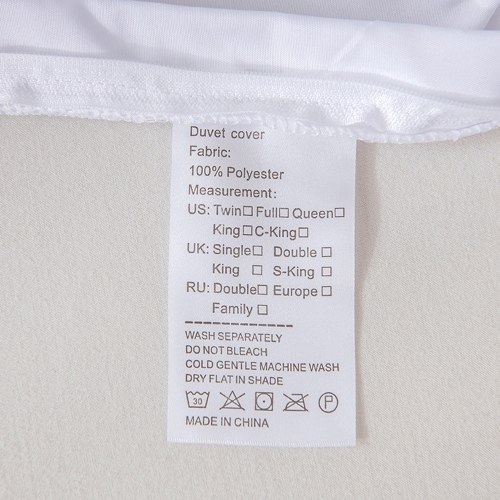 Duvet cover
Fabric:
100% Polyester
Measurement:
US: Twin☐ Full☐ Queen☐
King☐ C-King☐
UK: Single☐ Double ☐
King ☐ S-King ☐
RU: Double☐ Europe ☐
Family ☐
WASH SEPARATELY
DO NOT BLEACH
COLD GENTLE MACHINE WASH
DRY FLAT IN SHADE
30 P
MADE IN CHINA